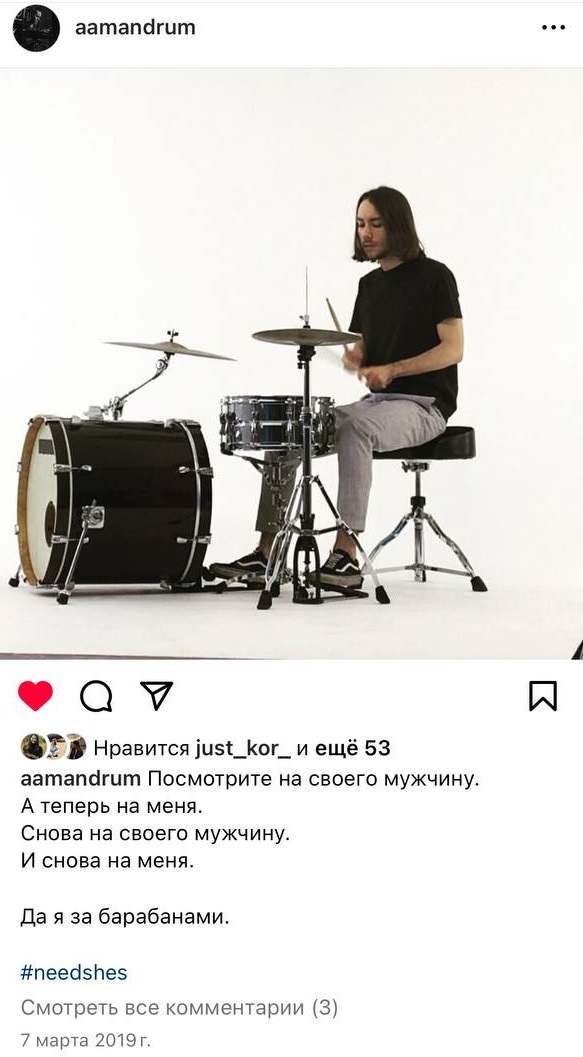 aamandrum
Нравится just_kor_ и ещё 53
aamandrum Посмотрите на своего мужчину.
А теперь на меня.
Снова на своего мужчину.
И снова на меня.
Да я за барабанами.
#needshes
Смотреть все комментарии (3)
7 марта 2019 г.